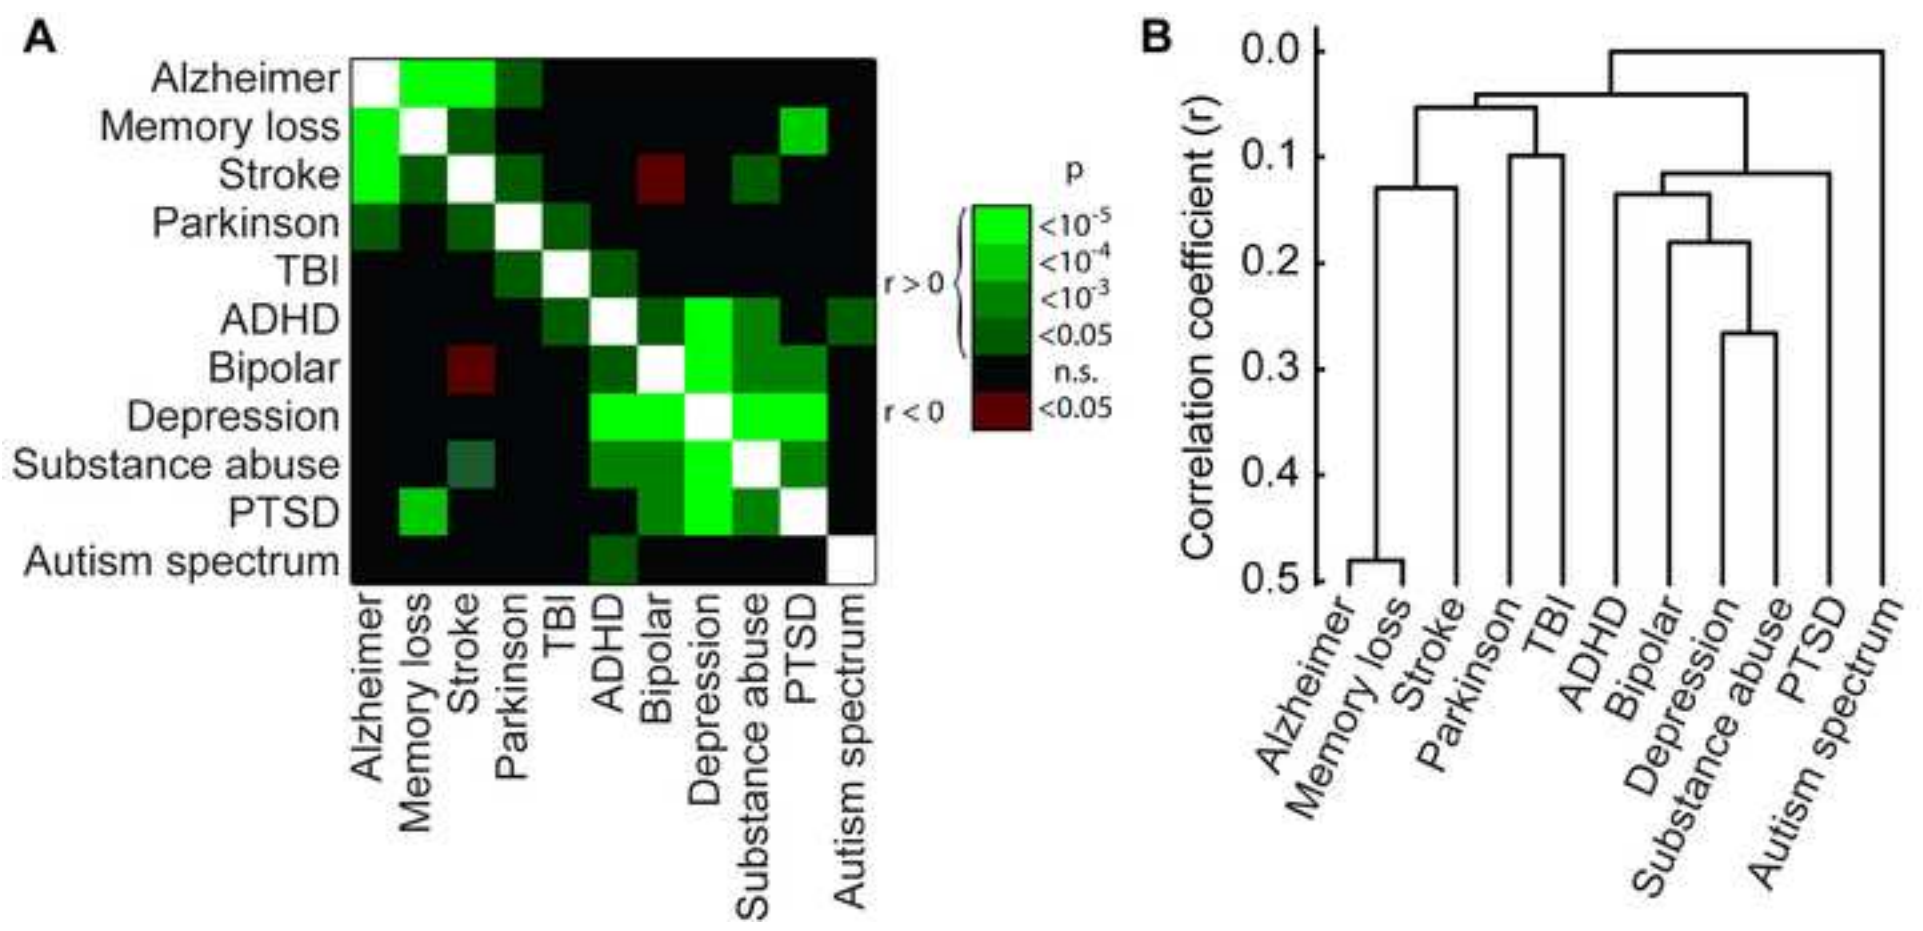 A
Alzheimer
Memory loss
Stroke
Parkinson
TBI
ADHD
Bipolar
Depression
Substance abuse
PTSD
Autism spectrum
Alzheimer
Memory loss
Stroke
Parkinson
TBI
ADHD
Bipolar
Depression
Substance abuse
PTSD
Autism spectrum
p
r > 0
<10⁻⁵
<10⁻⁴
<10⁻³
<0.05
n.s.
r < 0
<0.05
B
Correlation coefficient (r)
0.0
0.1
0.2
0.3
0.4
0.5
Alzheimer
Memory loss
Stroke
Parkinson
TBI
ADHD
Bipolar
Depression
Substance abuse
PTSD
Autism spectrum